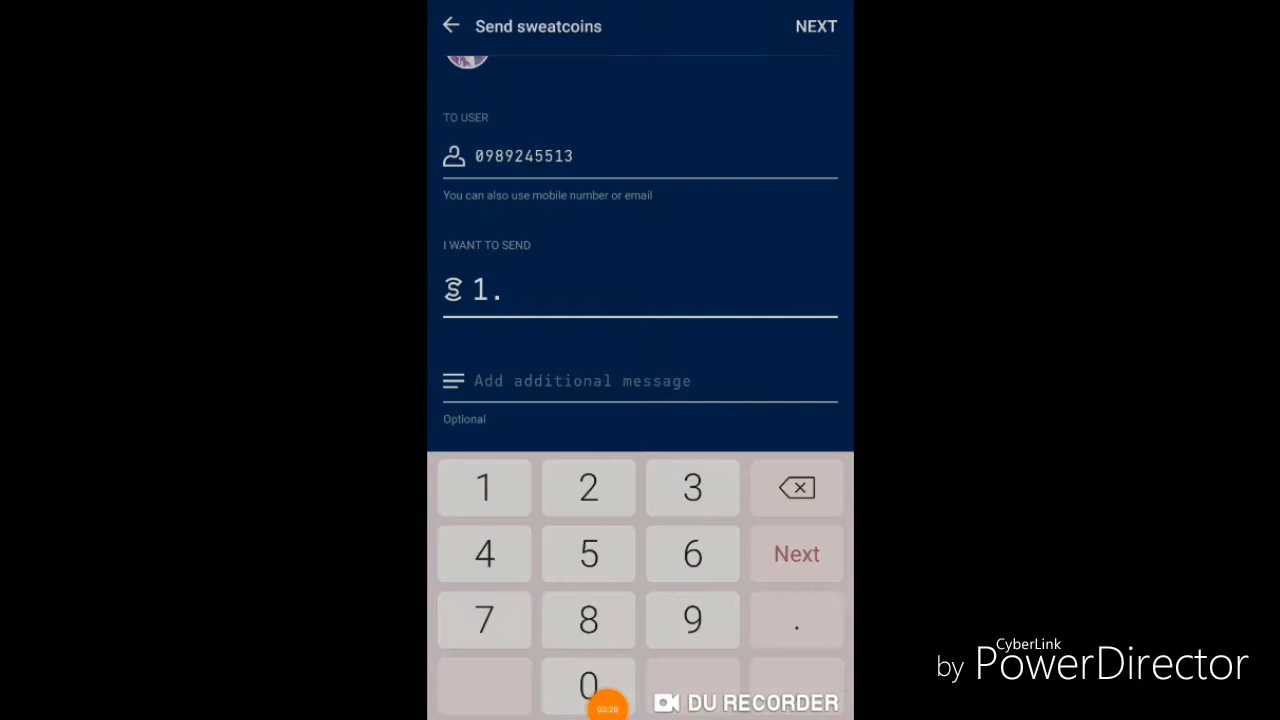 Send sweatcoins NEXT
TO USER
0989245513
You can also use mobile number or email
I WANT TO SEND
1.
Add additional message
Optional
1 2 3
4 5 6 Next
7 8 9 .
0
03:20
DU RECORDER
CyberLink
by PowerDirector